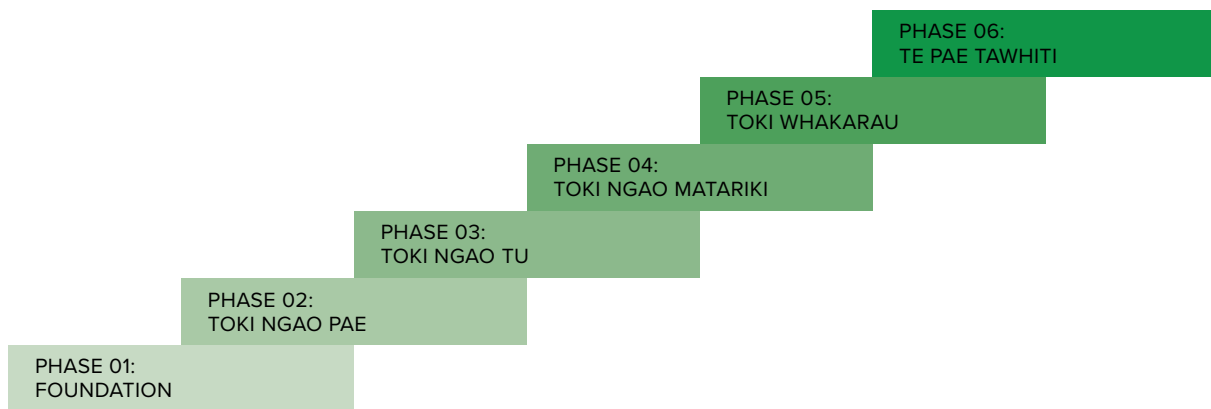 PHASE 06:
TE PAE TAWHITI
PHASE 05:
TOKI WHAKARAU
PHASE 04:
TOKI NGAO MATARIKI
PHASE 03:
TOKI NGAO TU
PHASE 02:
TOKI NGAO PAE
PHASE 01:
FOUNDATION